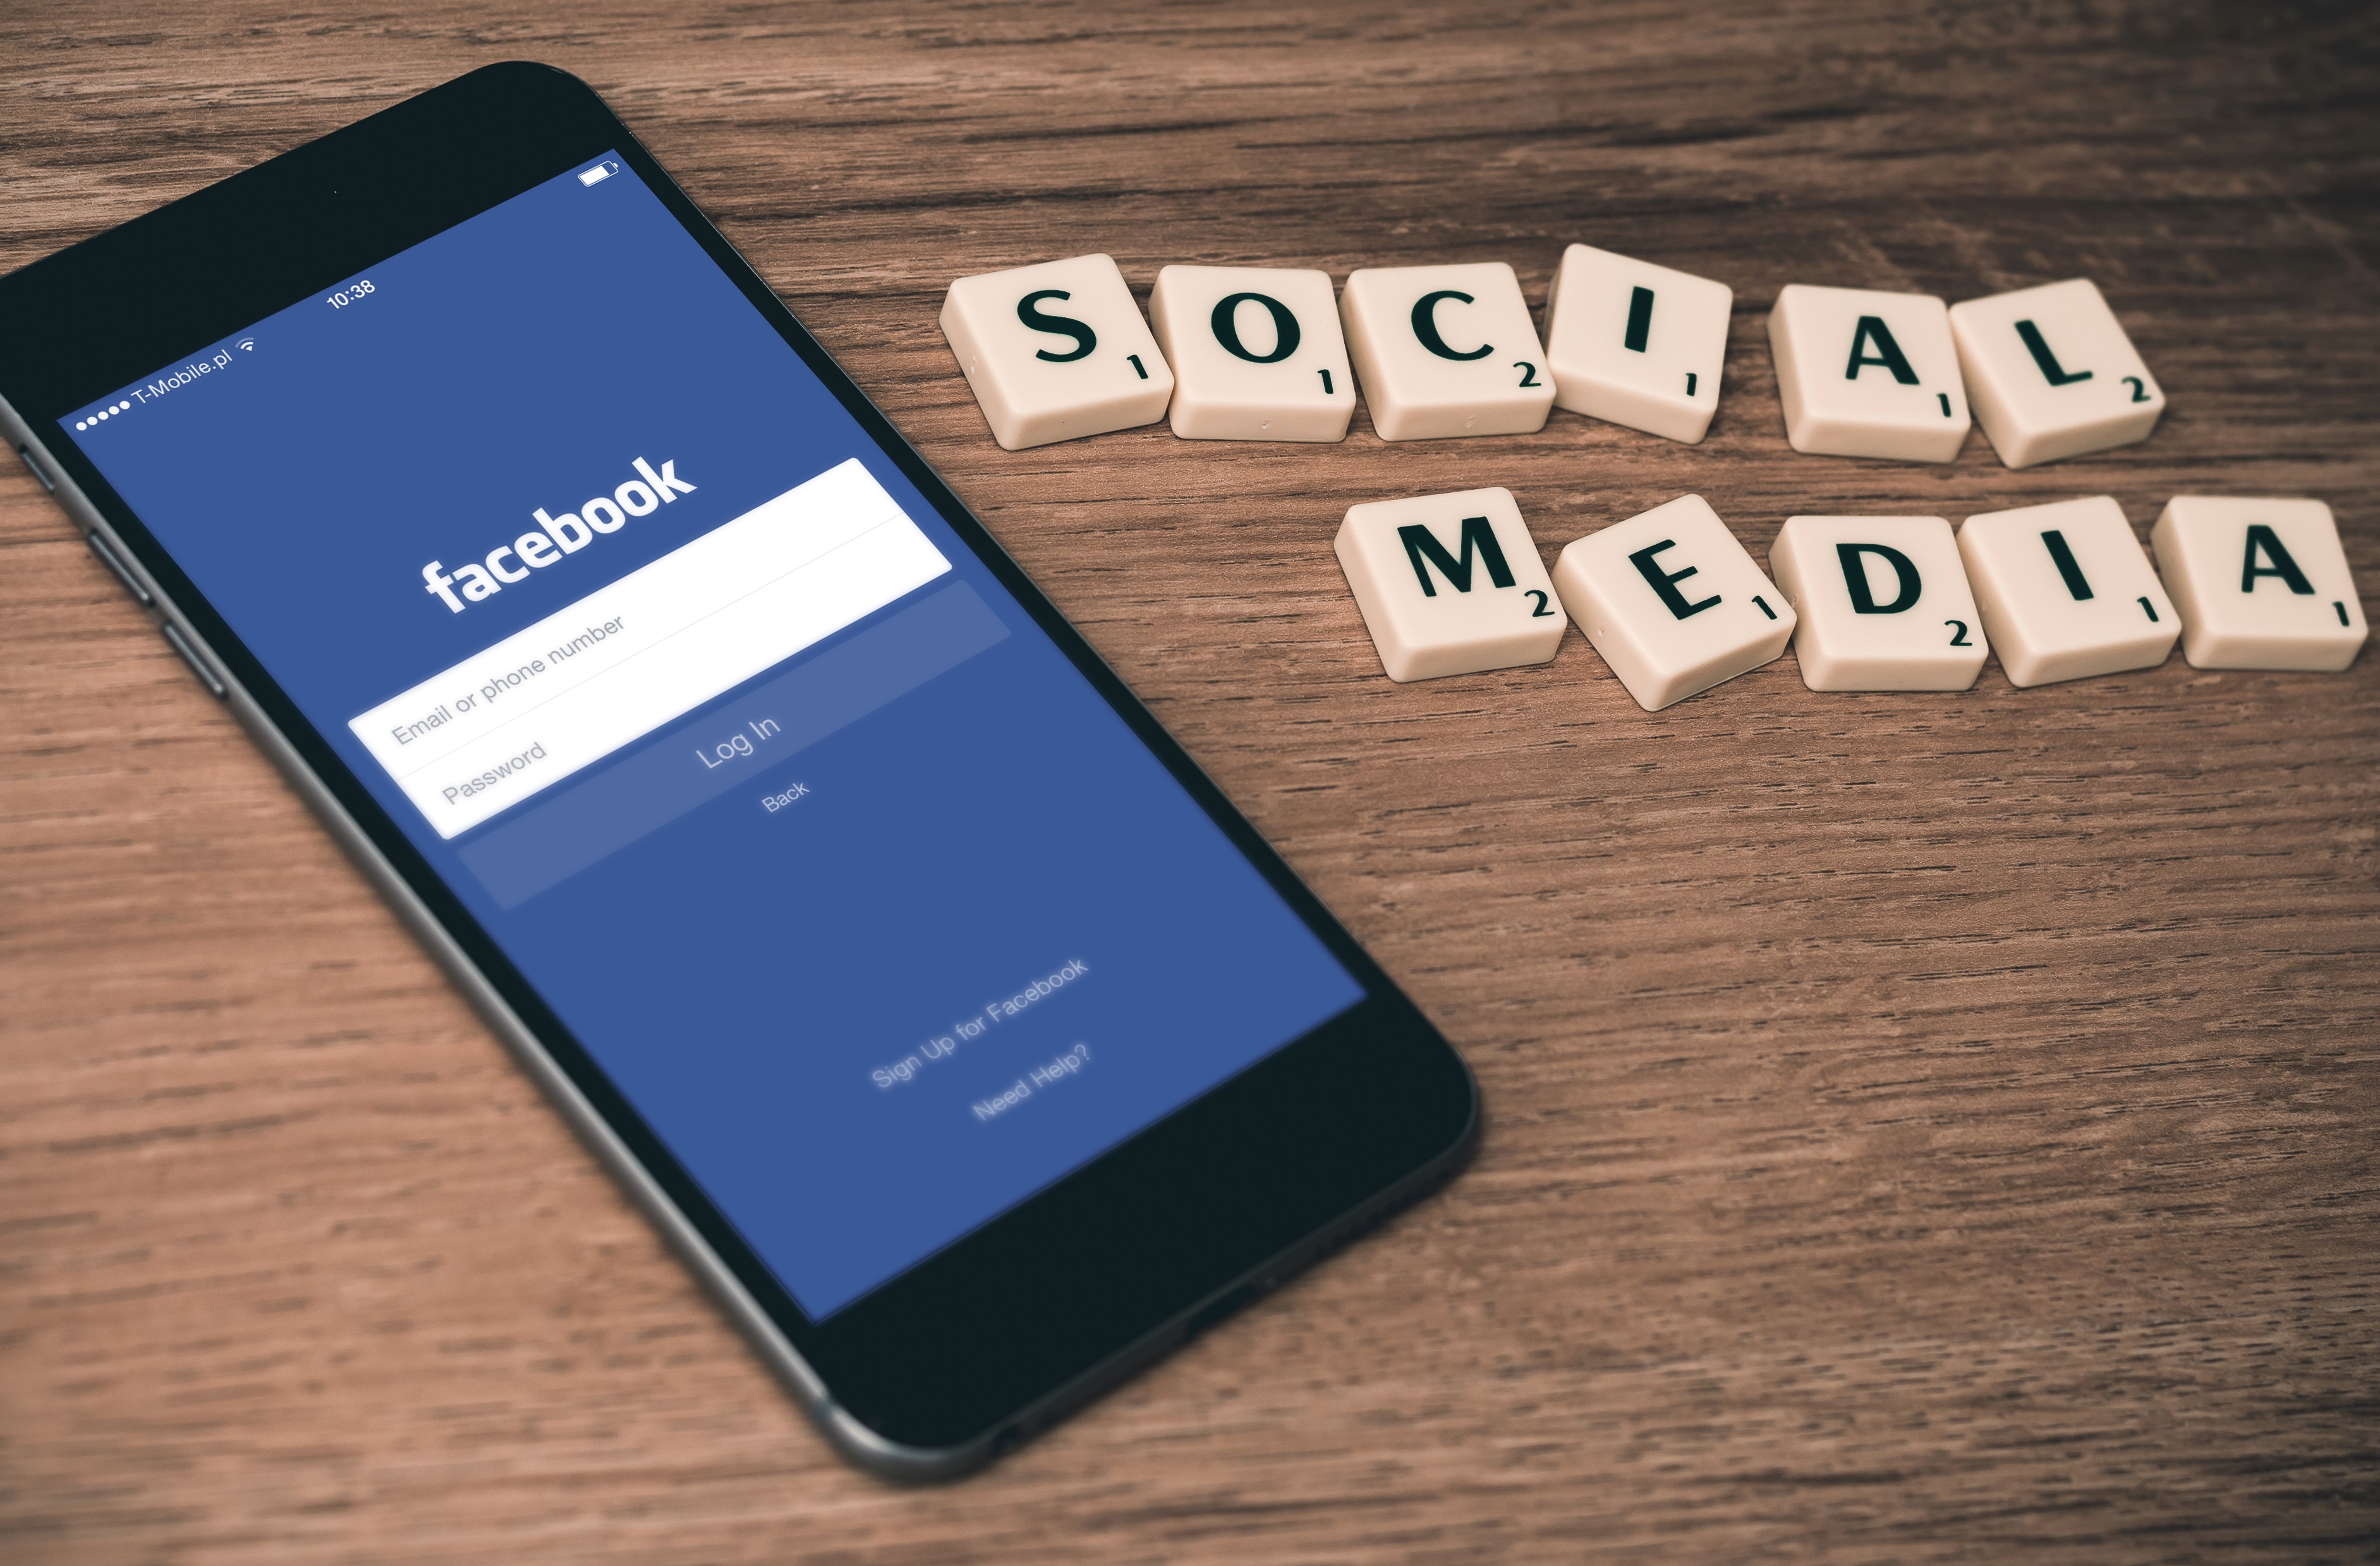 T-Mobile.pl
10:38
facebook
Email or phone number
Password
Log In
Back
Sign Up for Facebook
Need Help?
S1 O1 C2 I1 A1 L2
M2 E1 D2 I1 A1